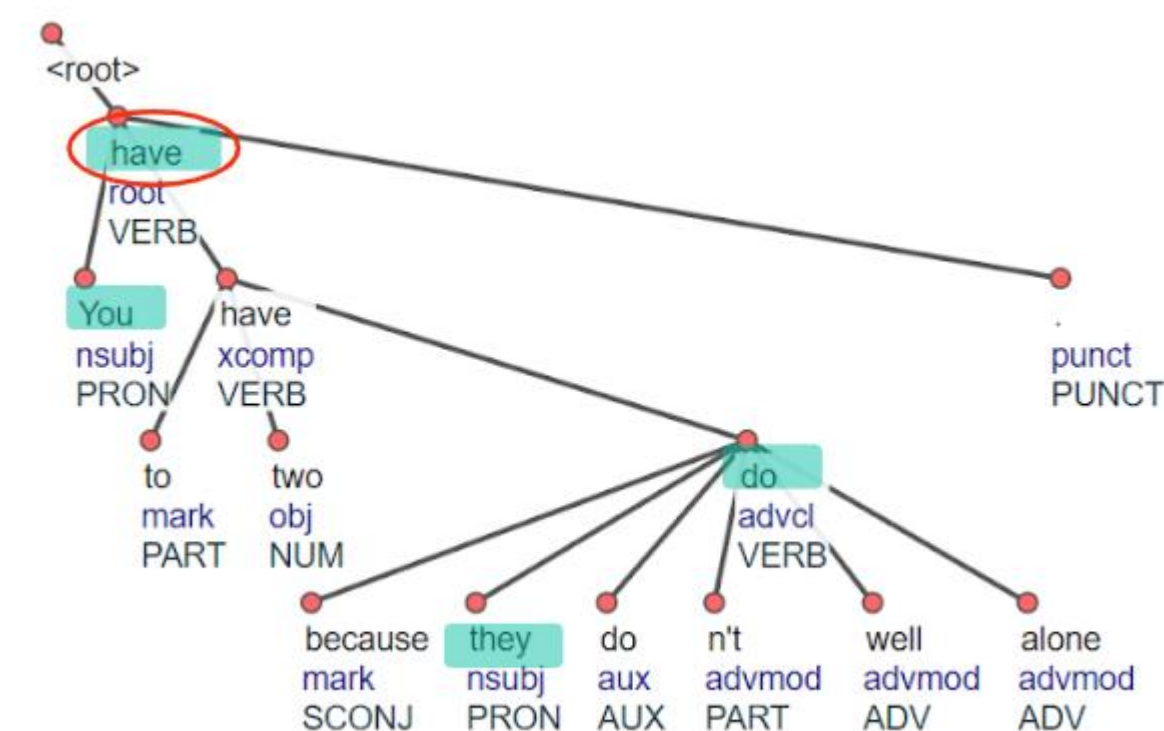 <root>
have
root
VERB
You have .
nsubj xcomp punct
PRON VERB PUNCT
to two do
mark obj advcl
PART NUM VERB
because they do n't well alone
mark nsubj aux advmod advmod advmod
SCONJ PRON AUX PART ADV ADV